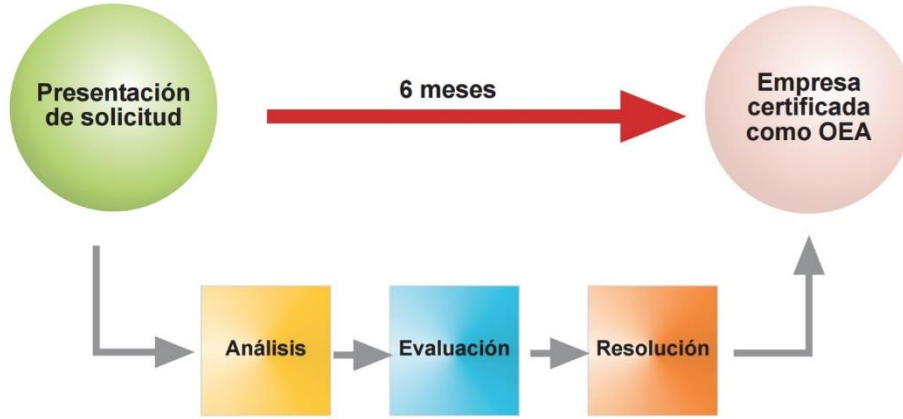 Presentación
de solicitud
6 meses
Empresa
certificada
como OEA
Análisis
Evaluación
Resolución